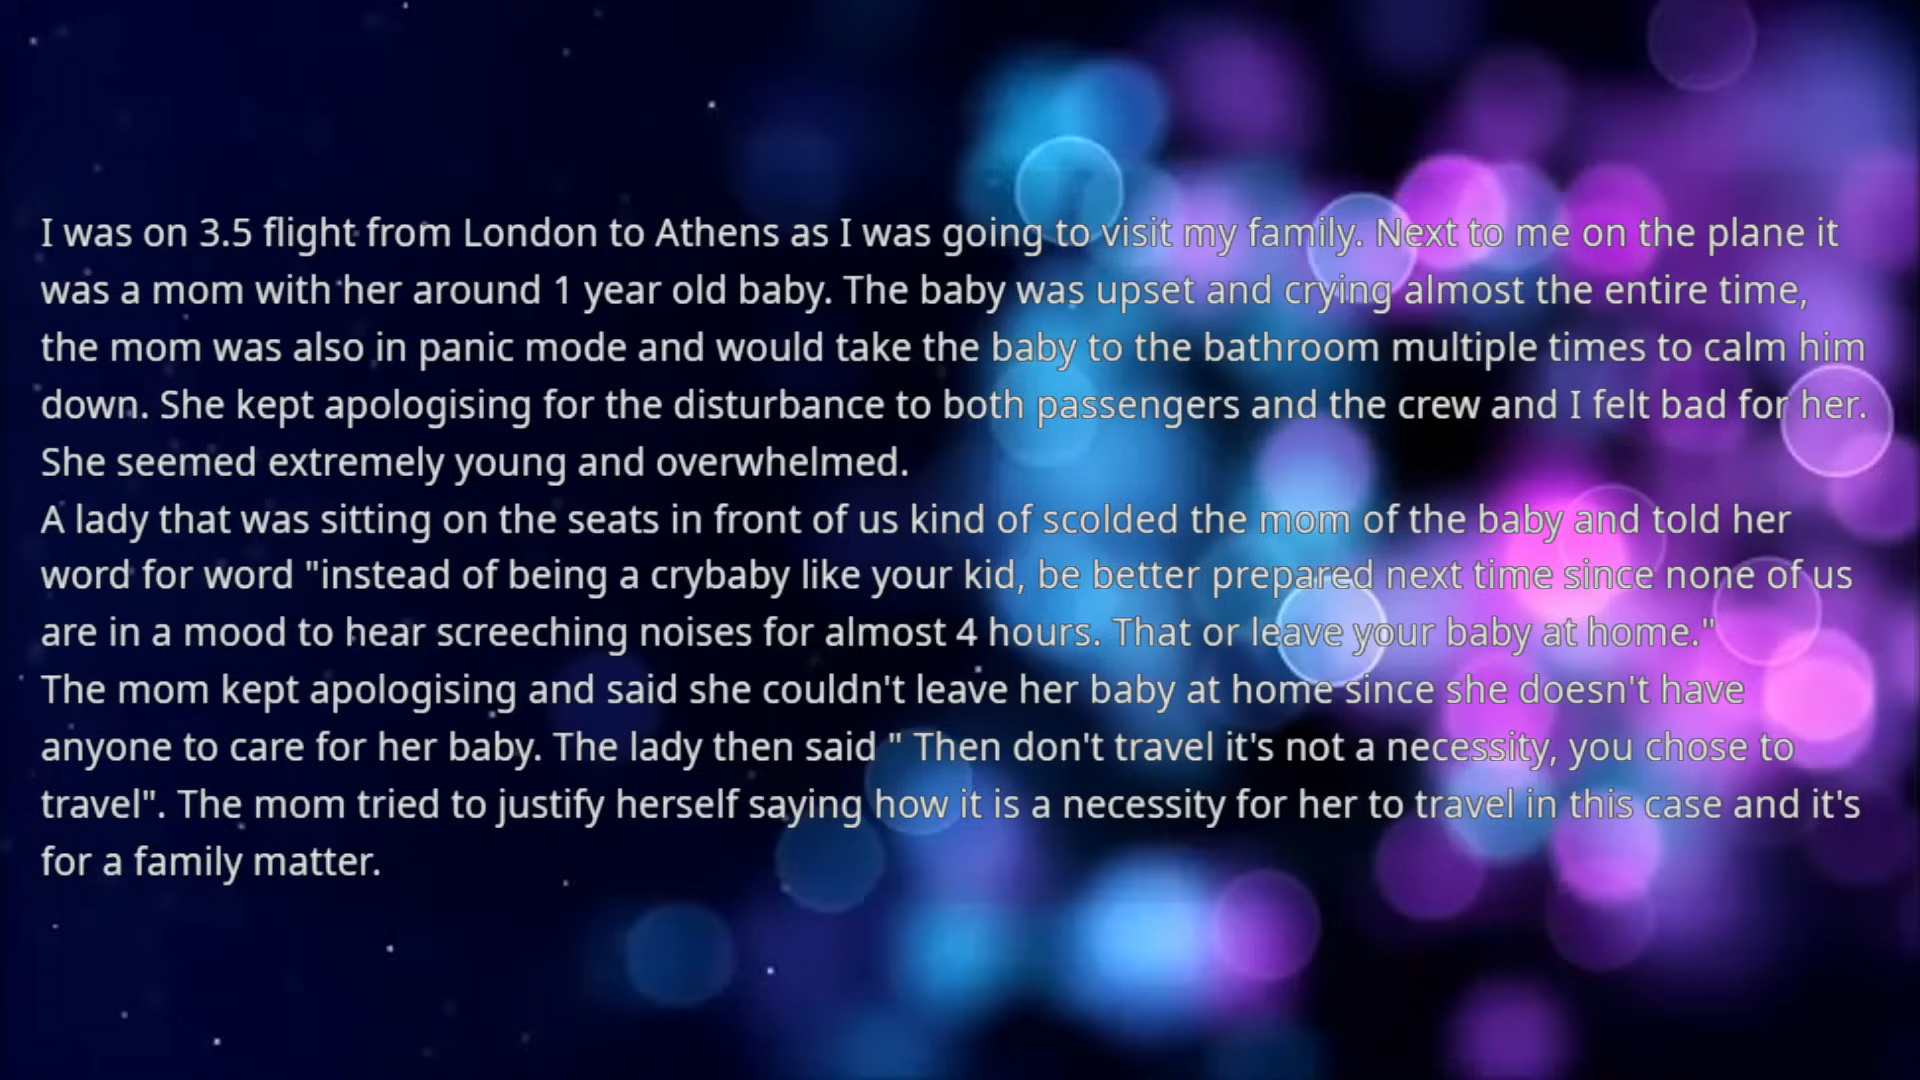 I was on 3.5 flight from London to Athens as I was going to visit my family. Next to me on the plane it
was a mom with her around 1 year old baby. The baby was upset and crying almost the entire time,
the mom was also in panic mode and would take the baby to the bathroom multiple times to calm him
down. She kept apologising for the disturbance to both passengers and the crew and I felt bad for her.
She seemed extremely young and overwhelmed.
A lady that was sitting on the seats in front of us kind of scolded the mom of the baby and told her
word for word "instead of being a crybaby like your kid, be better prepared next time since none of us
are in a mood to hear screeching noises for almost 4 hours. That or leave your baby at home."
The mom kept apologising and said she couldn't leave her baby at home since she doesn't have
anyone to care for her baby. The lady then said " Then don't travel it's not a necessity, you chose to
travel". The mom tried to justify herself saying how it is a necessity for her to travel in this case and it's
for a family matter.